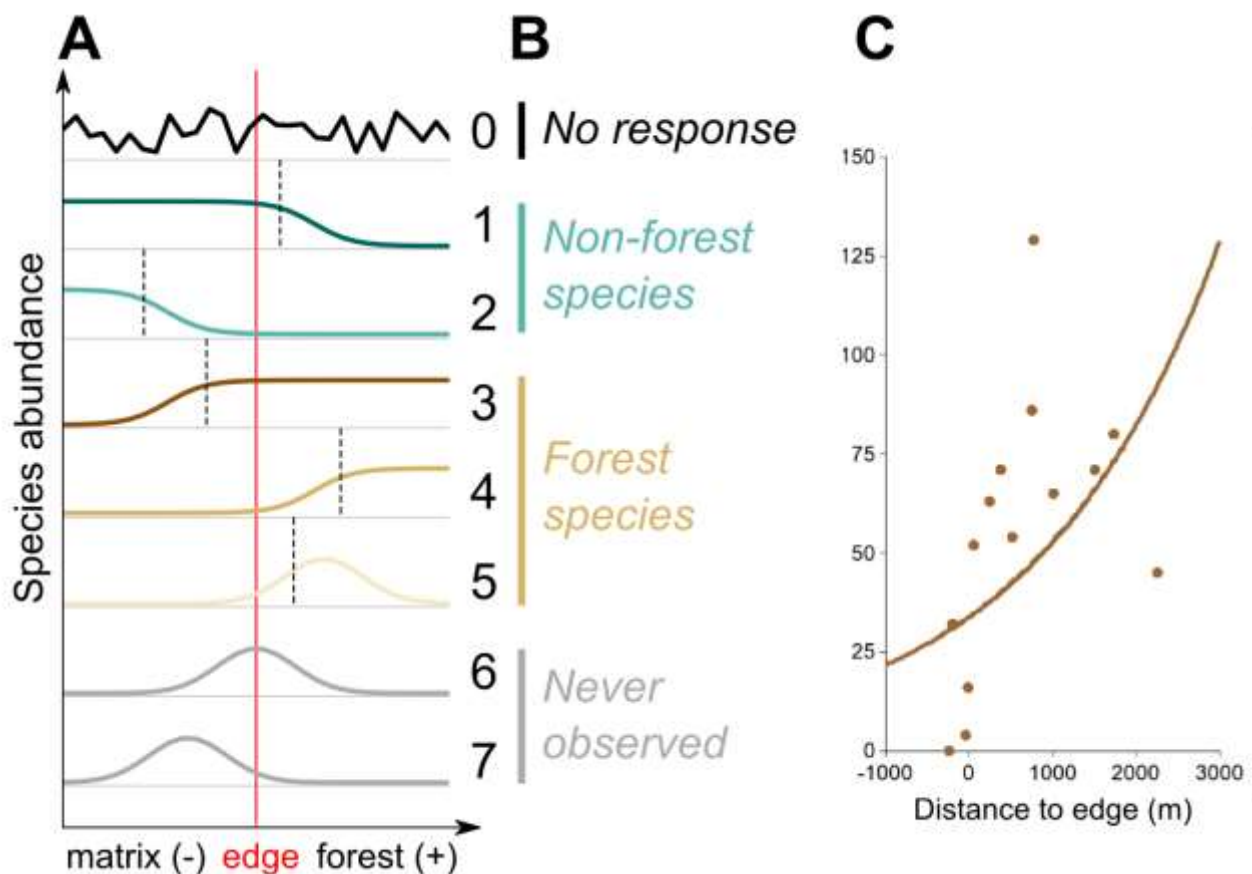 A
B
C
Species abundance
0
No response
1
2
Non-forest
species
3
4
5
Forest
species
6
7
Never
observed
matrix (-)
edge
forest (+)
150
125
100
75
50
25
0
-1000
0
1000
2000
3000
Distance to edge (m)